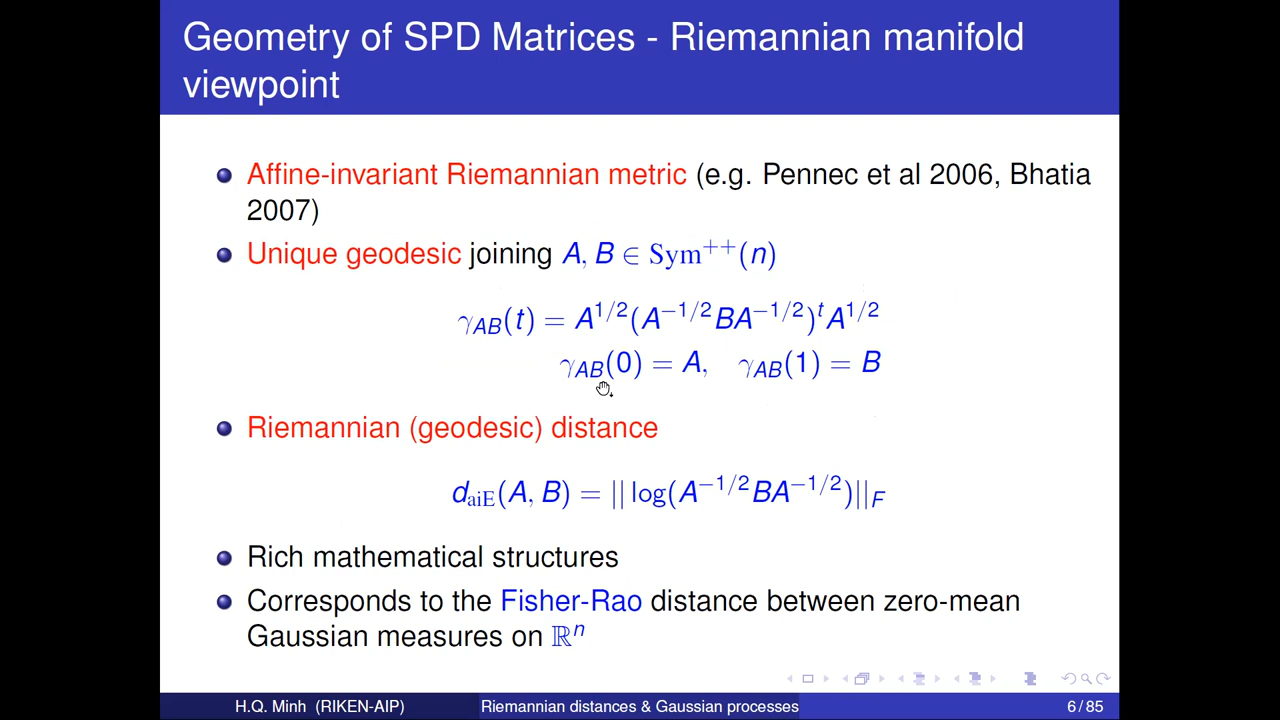 Geometry of SPD Matrices - Riemannian manifold
viewpoint
Affine-invariant Riemannian metric (e.g. Pennec et al 2006, Bhatia
2007)
Unique geodesic joining A, B ∈ Sym⁺⁺(n)
γ_AB(t) = A^{1/2}(A^{−1/2}BA^{−1/2})^t A^{1/2}
γ_AB(0) = A, γ_AB(1) = B
Riemannian (geodesic) distance
d_aiE(A, B) = || log(A^{−1/2}BA^{−1/2})||_F
Rich mathematical structures
Corresponds to the Fisher-Rao distance between zero-mean
Gaussian measures on ℝⁿ
H.Q. Minh (RIKEN-AIP) Riemannian distances & Gaussian processes 6 / 85